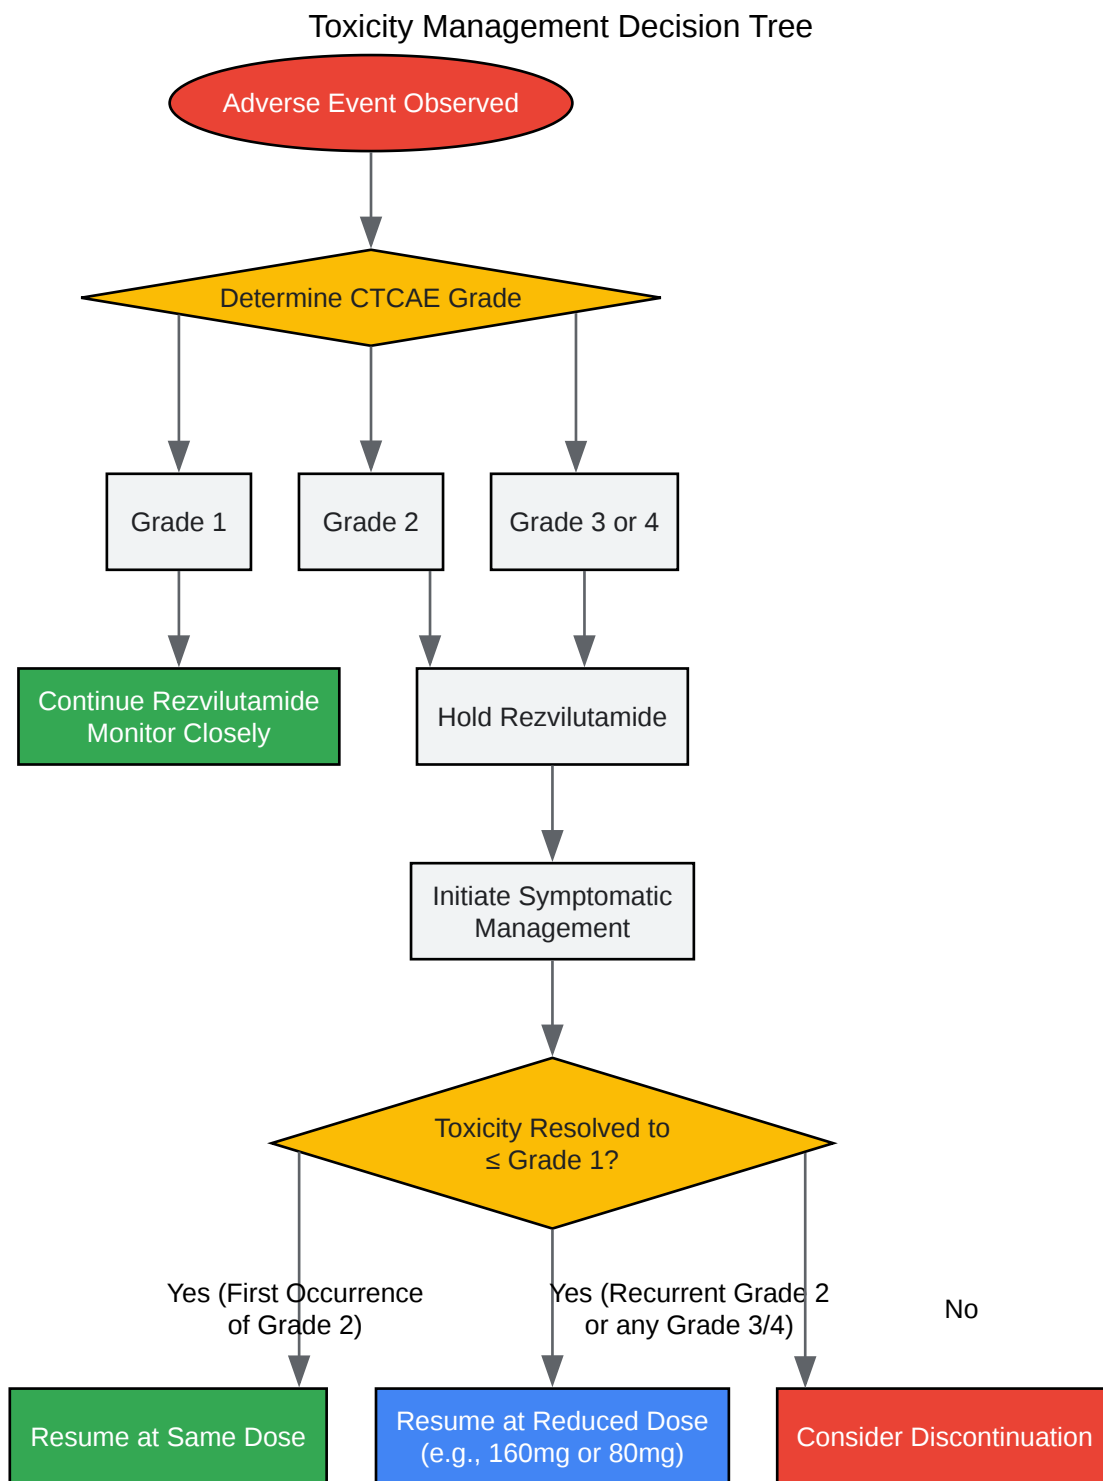 Toxicity Management Decision Tree
Adverse Event Observed
Determine CTCAE Grade
Grade 1
Grade 2
Grade 3 or 4
Continue Rezvilutamide
Monitor Closely
Hold Rezvilutamide
Initiate Symptomatic
Management
Toxicity Resolved to
≤ Grade 1?
Yes (First Occurrence
of Grade 2)
Yes (Recurrent Grade 2
or any Grade 3/4)
No
Resume at Same Dose
Resume at Reduced Dose
(e.g., 160mg or 80mg)
Consider Discontinuation